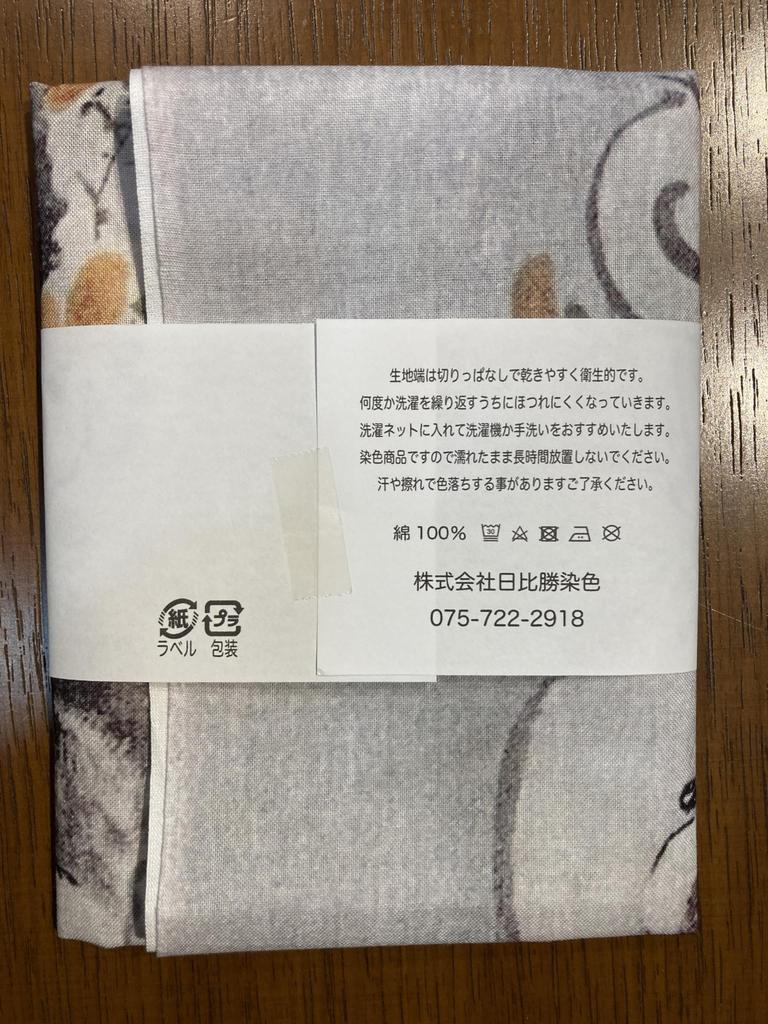 生地端は切りっぱなしで乾きやすく衛生的です。
何度か洗濯を繰り返すうちにほつれにくくなっていきます。
洗濯ネットに入れて洗濯機か手洗いをおすすめいたします。
染色商品ですので濡れたまま長時間放置しないでください。
汗や擦れで色落ちする事がありますご了承ください。
綿 100% 30
株式会社日比勝染色
075-722-2918
紙 プラ
ラベル 包装